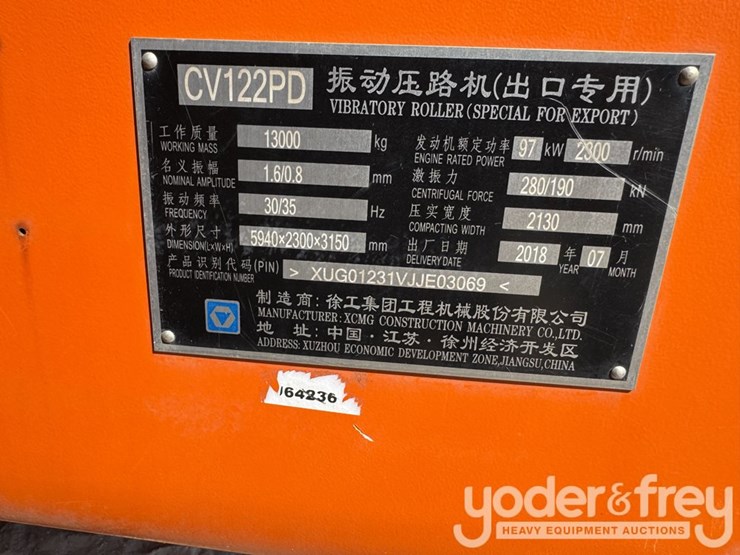 CV122PD 振动压路机(出口专用)
VIBRATORY ROLLER (SPECIAL FOR EXPORT)
工作质量 13000 kg 发动机额定功率 97 kW 2300 r/min
WORKING MASS ENGINE RATED POWER
名义振幅 1.6/0.8 mm 激振力 280/190 kN
NOMINAL AMPLITUDE CENTRIFUGAL FORCE
振动频率 30/35 Hz 压实宽度 2130 mm
FREQUENCY COMPACTING WIDTH
外形尺寸 5940×2300×3150 mm 出厂日期 2018 年 07 月
DIMENSION(L×W×H) DELIVERY DATE YEAR MONTH
产品识别代码(PIN) > XUG01231VJJE03069 <
PRODUCT IDENTIFICATION NUMBER
制造商:徐工集团工程机械股份有限公司
MANUFACTURER: XCMG CONSTRUCTION MACHINERY CO.,LTD.
地 址:中国·江苏·徐州经济开发区
ADDRESS: XUZHOU ECONOMIC DEVELOPMENT ZONE,JIANGSU,CHINA
64236
yoder&frey
HEAVY EQUIPMENT AUCTIONS